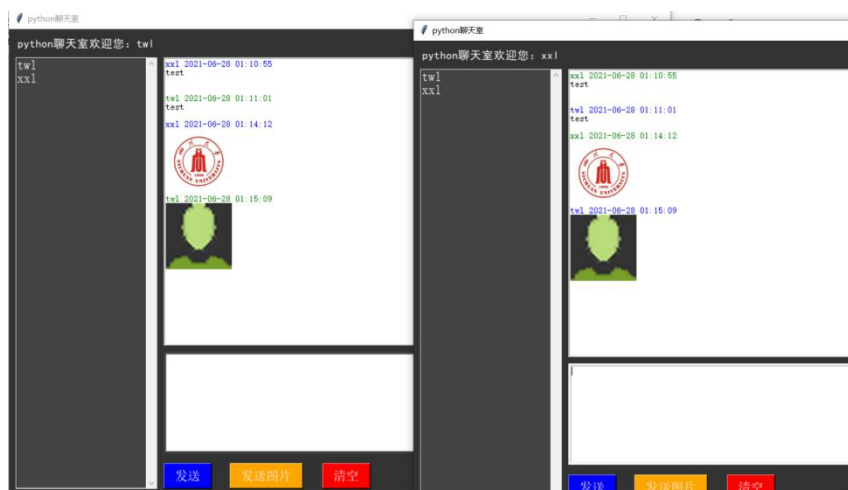 python聊天室
python聊天室欢迎您：twl
twl
xxl
xxl 2021-06-28 01:10:55
test
twl 2021-06-28 01:11:01
test
xxl 2021-06-28 01:14:12
twl 2021-06-28 01:15:09
发送
发送图片
清空
python聊天室
python聊天室欢迎您：xxl
twl
xxl
xxl 2021-06-28 01:10:55
test
twl 2021-06-28 01:11:01
test
xxl 2021-06-28 01:14:12
twl 2021-06-28 01:15:09
发送
发送图片
清空